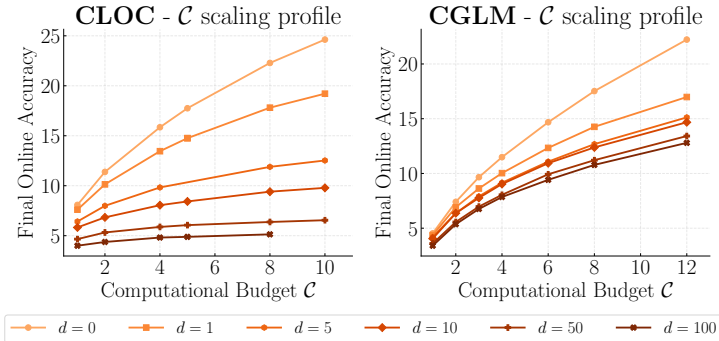 CLOC - C scaling profile
CGLM - C scaling profile
Final Online Accuracy
25
20
15
10
5
2
4
6
8
10
Computational Budget C
Final Online Accuracy
20
15
10
5
2
4
6
8
10
12
Computational Budget C
d = 0
d = 1
d = 5
d = 10
d = 50
d = 100